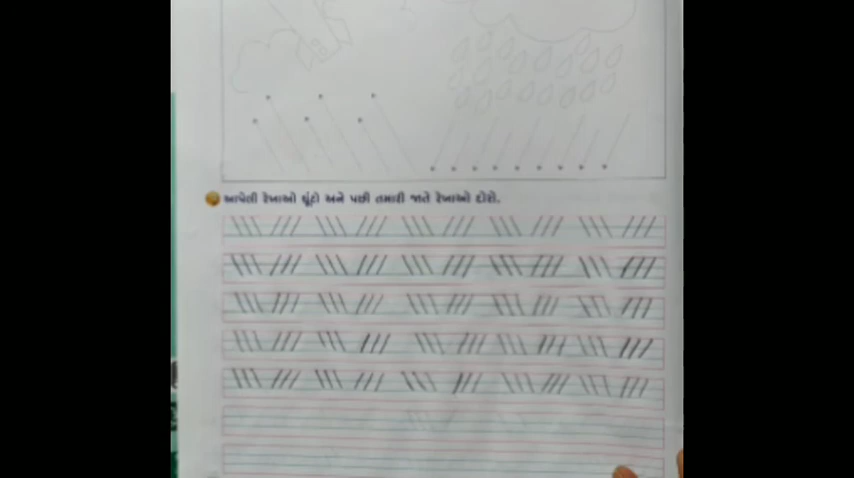 આપેલી રેખાઓ ઘૂંટો અને પછી તમારી જાતે રેખાઓ દોરો.